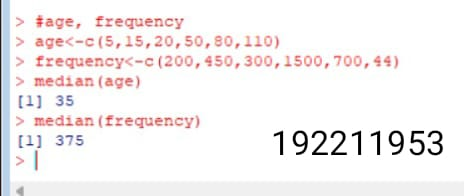 > #age, frequency
> age<-c(5,15,20,50,80,110)
> frequency<-c(200,450,300,1500,700,44)
> median(age)
[1] 35
> median(frequency)
[1] 375
>
192211953